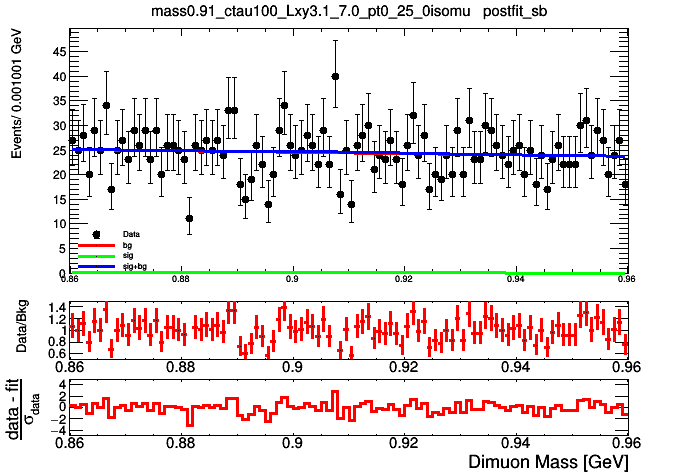 mass0.91_ctau100_Lxy3.1_7.0_pt0_25_0isomu postfit_sb
Events/ 0.001001 GeV
45
40
35
30
25
20
15
10
5
0
Data
bg
sig
sig+bg
0.86 0.88 0.9 0.92 0.94 0.96
Data/Bkg
1.4
1.2
1.0
0.8
0.6
0.86 0.88 0.9 0.92 0.94 0.96
data - fit
σdata
4
2
0
−2
−4
0.86 0.88 0.9 0.92 0.94 0.96
Dimuon Mass [GeV]